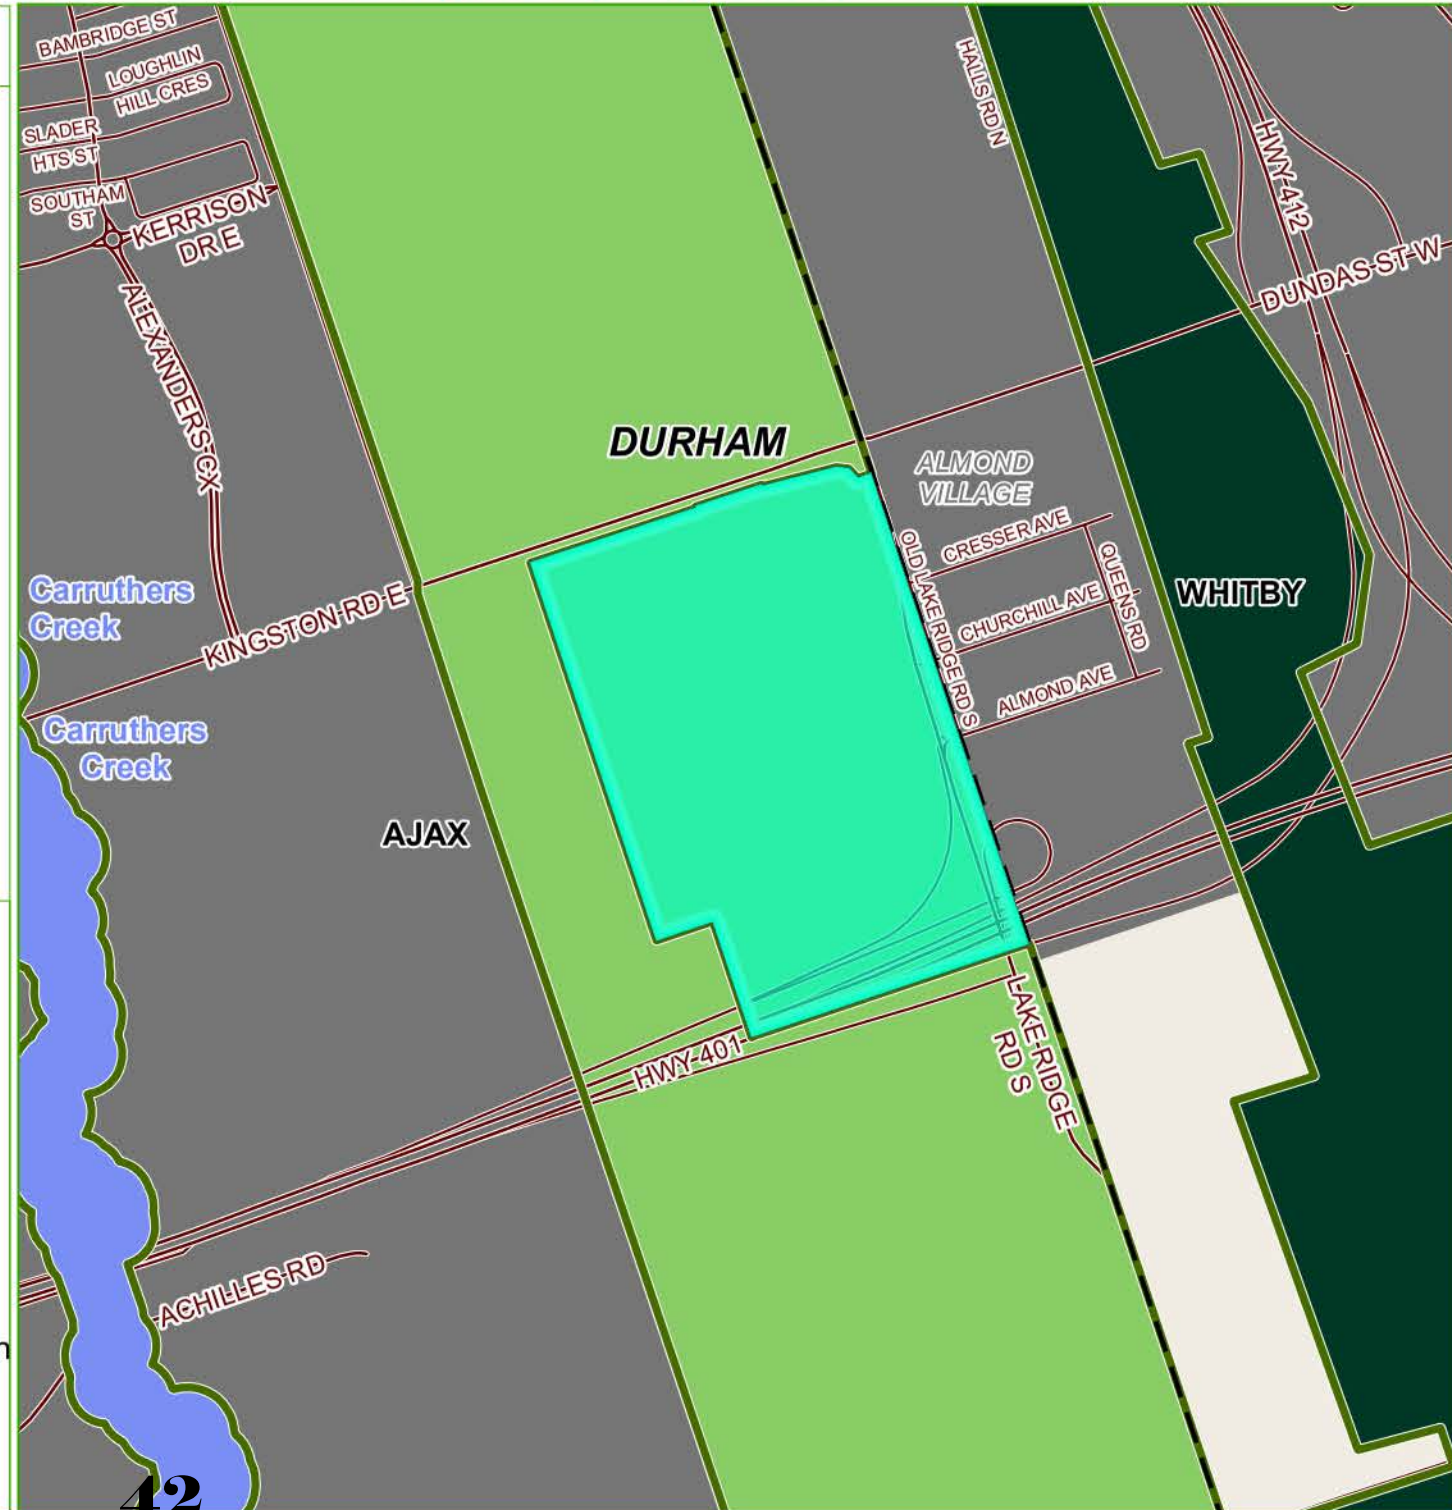 BAMBRIDGE ST
LOUGHLIN
HILL CRES
SLADER
HTS ST
SOUTHAM
ST
KERRISON
DR E
ALEXANDERS CX
HALLS RD N
HWY 412
DUNDAS ST W
DURHAM
ALMOND
VILLAGE
CRESSER AVE
QUEENS RD
CHURCHILL AVE
ALMOND AVE
OLD LAKE RIDGE RD S
WHITBY
Carruthers
Creek
KINGSTON RD E
Carruthers
Creek
AJAX
HWY 401
LAKE RIDGE
RD S
ACHILLES RD
42